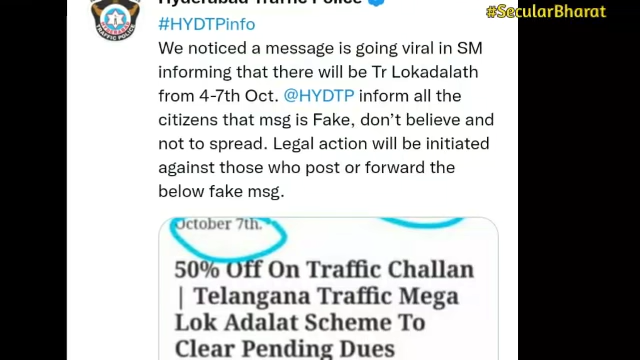 Hyderabad Traffic Police
#SecularBharat
#HYDTPinfo
We noticed a message is going viral in SM
informing that there will be Tr Lokadalath
from 4-7th Oct. @HYDTP inform all the
citizens that msg is Fake, don’t believe and
not to spread. Legal action will be initiated
against those who post or forward the
below fake msg.
October 7th.
50% Off On Traffic Challan
| Telangana Traffic Mega
Lok Adalat Scheme To
Clear Pending Dues